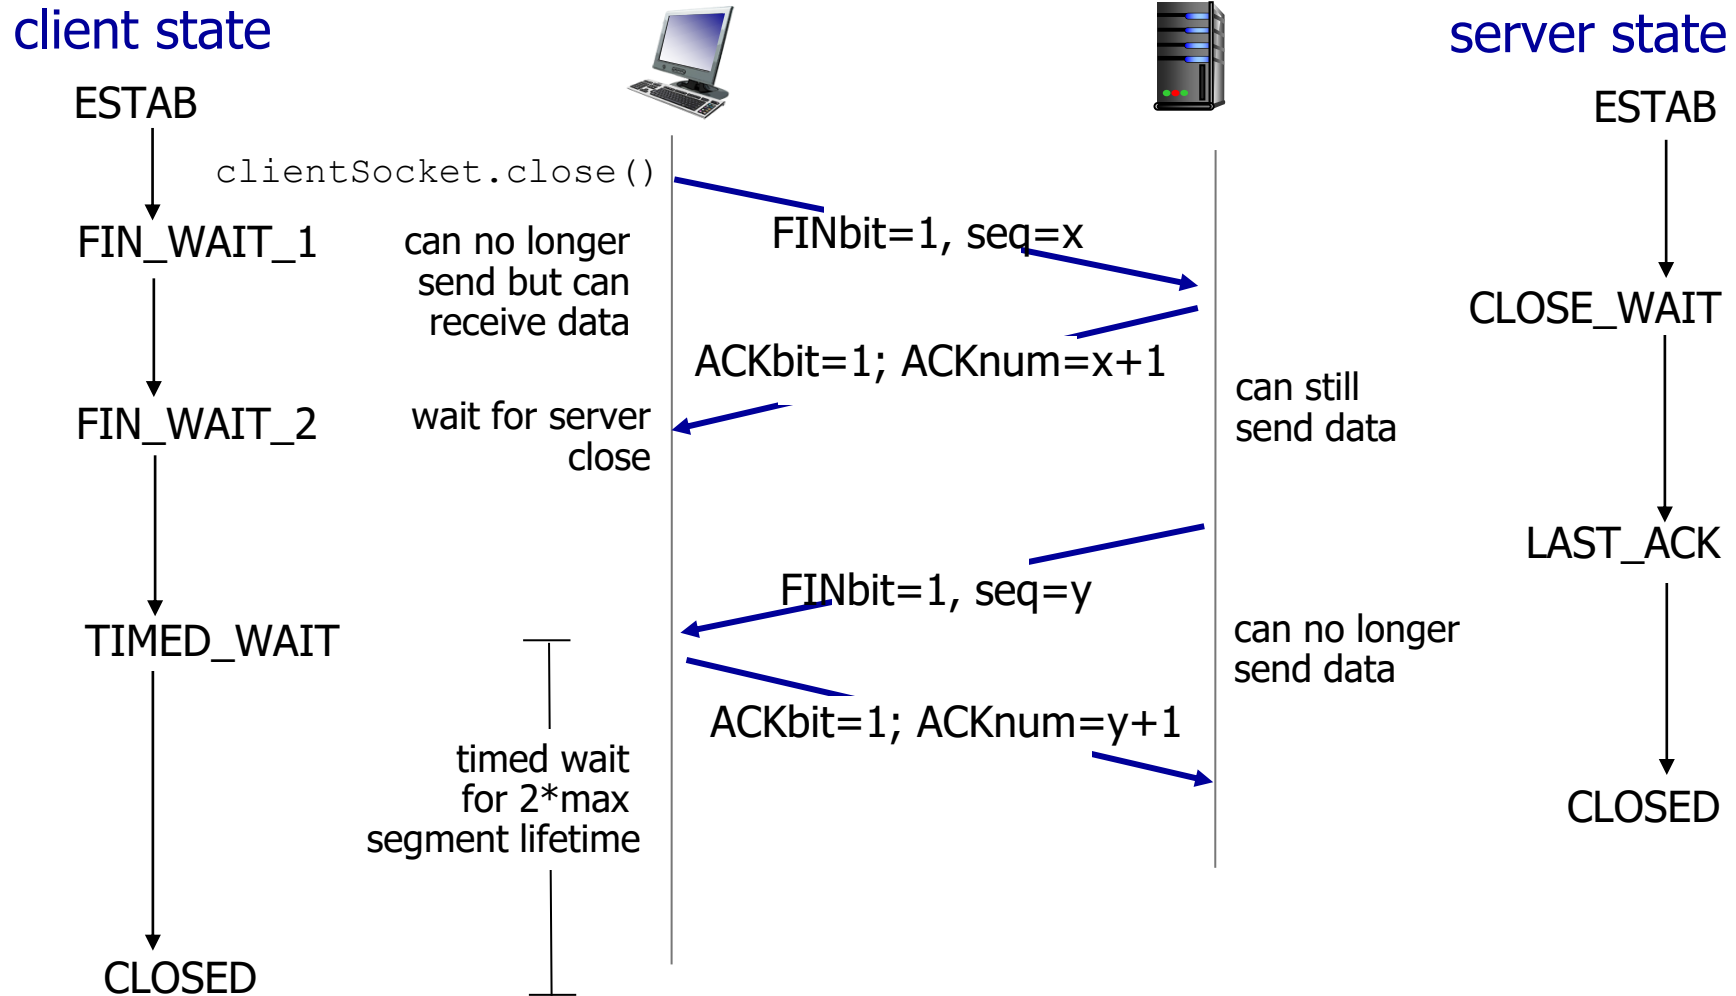 client state
server state
ESTAB
ESTAB
clientSocket.close()
FINbit=1, seq=x
FIN_WAIT_1
can no longer
send but can
receive data
CLOSE_WAIT
ACKbit=1; ACKnum=x+1
can still
send data
FIN_WAIT_2
wait for server
close
LAST_ACK
FINbit=1, seq=y
can no longer
send data
TIMED_WAIT
ACKbit=1; ACKnum=y+1
timed wait
for 2*max
segment lifetime
CLOSED
CLOSED